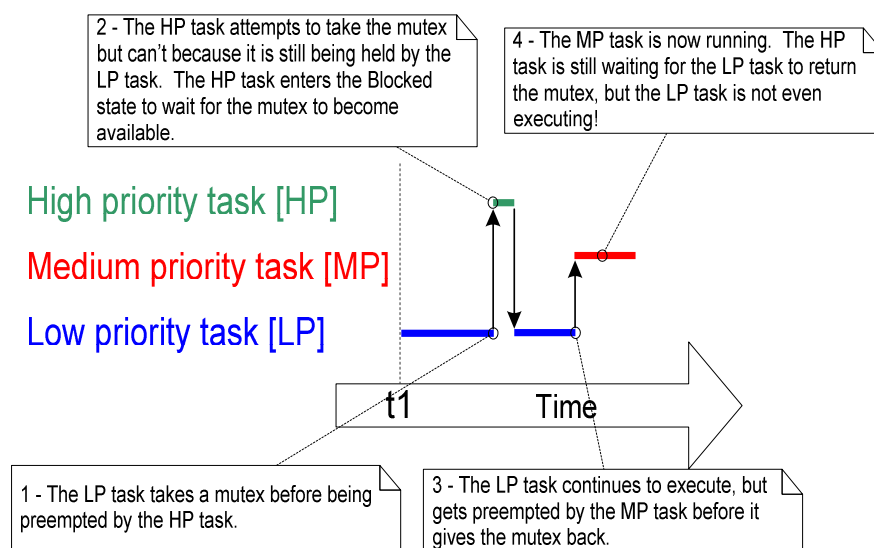 2 - The HP task attempts to take the mutex
but can't because it is still being held by the
LP task.  The HP task enters the Blocked
state to wait for the mutex to become
available.
4 - The MP task is now running.  The HP
task is still waiting for the LP task to return
the mutex, but the LP task is not even
executing!
High priority task [HP]
Medium priority task [MP]
Low priority task [LP]
t1
Time
1 - The LP task takes a mutex before being
preempted by the HP task.
3 - The LP task continues to execute, but
gets preempted by the MP task before it
gives the mutex back.